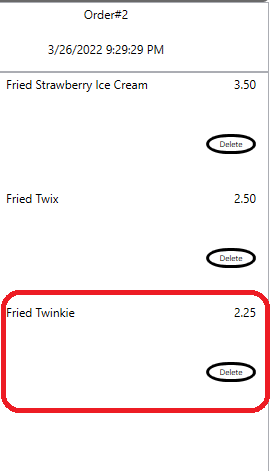 Order#2
3/26/2022 9:29:29 PM
Fried Strawberry Ice Cream 3.50
Delete
Fried Twix 2.50
Delete
Fried Twinkie 2.25
Delete